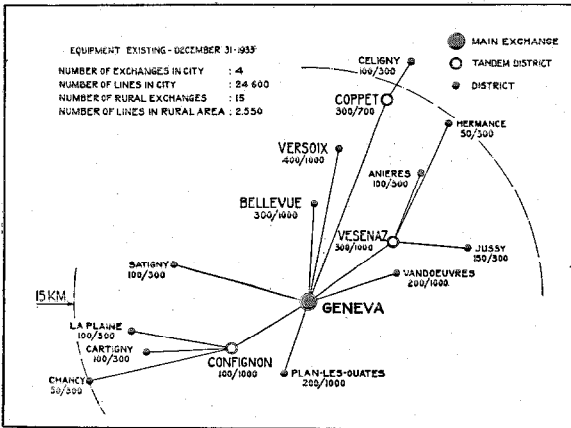 EQUIPMENT EXISTING - DECEMBER 31-1933
NUMBER OF EXCHANGES IN CITY : 4
NUMBER OF LINES IN CITY : 24 600
NUMBER OF RURAL EXCHANGES : 15
NUMBER OF LINES IN RURAL AREA : 2.550
MAIN EXCHANGE
TANDEM DISTRICT
DISTRICT
CELIGNY
100/300
COPPET
300/700
HERMANCE
50/300
VERSOIX
400/1000
ANIERES
100/300
BELLEVUE
300/1000
VESENAZ
300/1000
JUSSY
150/300
SATIGNY
100/300
VANDOEUVRES
200/1000
15 KM.
GENEVA
LA PLAINE
100/300
CARTIGNY
100/300
CONFIGNON
100/1000
CHANCY
50/300
PLAN-LES-OUATES
200/1000